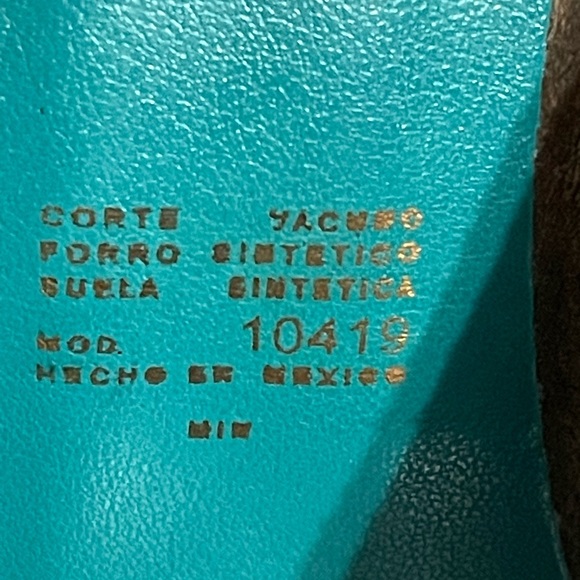 CORTE VACUNO
FORRO SINTETICO
SUELA SINTETICA
MOD. 10419
HECHO EN MEXICO